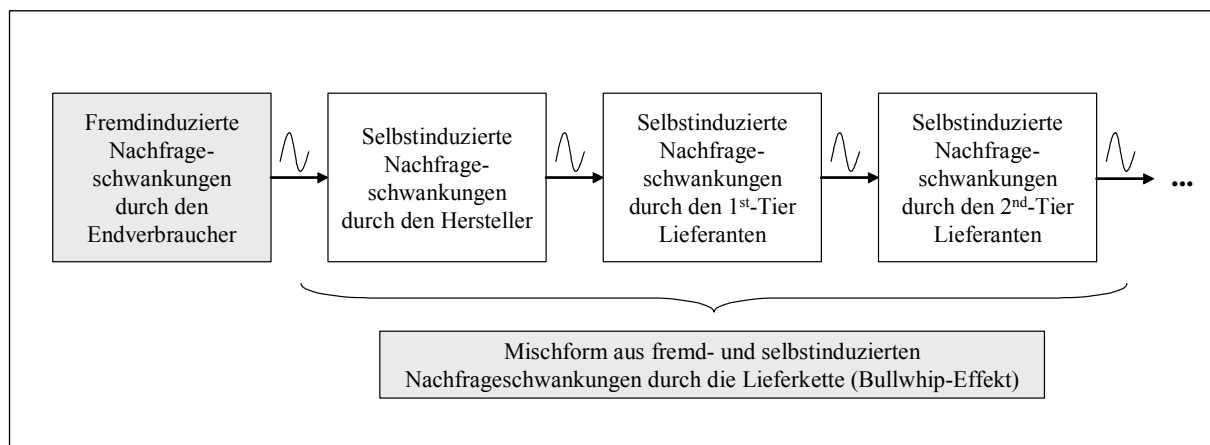 Fremdinduzierte
Nachfrage-
schwankungen
durch den
Endverbraucher
Selbstinduzierte
Nachfrage-
schwankungen
durch den Hersteller
Selbstinduzierte
Nachfrage-
schwankungen
durch den 1st-Tier
Lieferanten
Selbstinduzierte
Nachfrage-
schwankungen
durch den 2nd-Tier
Lieferanten
...
Mischform aus fremd- und selbstinduzierten
Nachfrageschwankungen durch die Lieferkette (Bullwhip-Effekt)